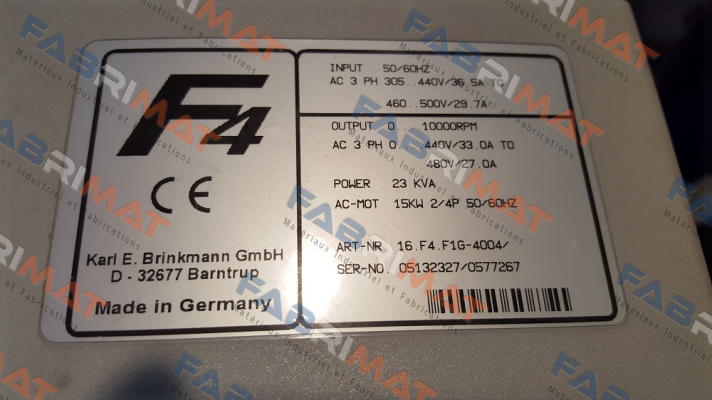 F4
CE
Karl E. Brinkmann GmbH
D - 32677 Barntrup
Made in Germany
INPUT 50/60HZ
AC 3 PH 305..440V/36.5A TO
460..500V/29.7A
OUTPUT 0...10000RPM
AC 3 PH 0..440V/33.0A TO
480V/27.0A
POWER 23 KVA
AC-MOT 15KW 2/4P 50/60HZ
ART-NR 16.F4.F1G-4004/
SER-NO. 05132327/0577267
FABRIMAT
Matériaux Industriel et Fabrications